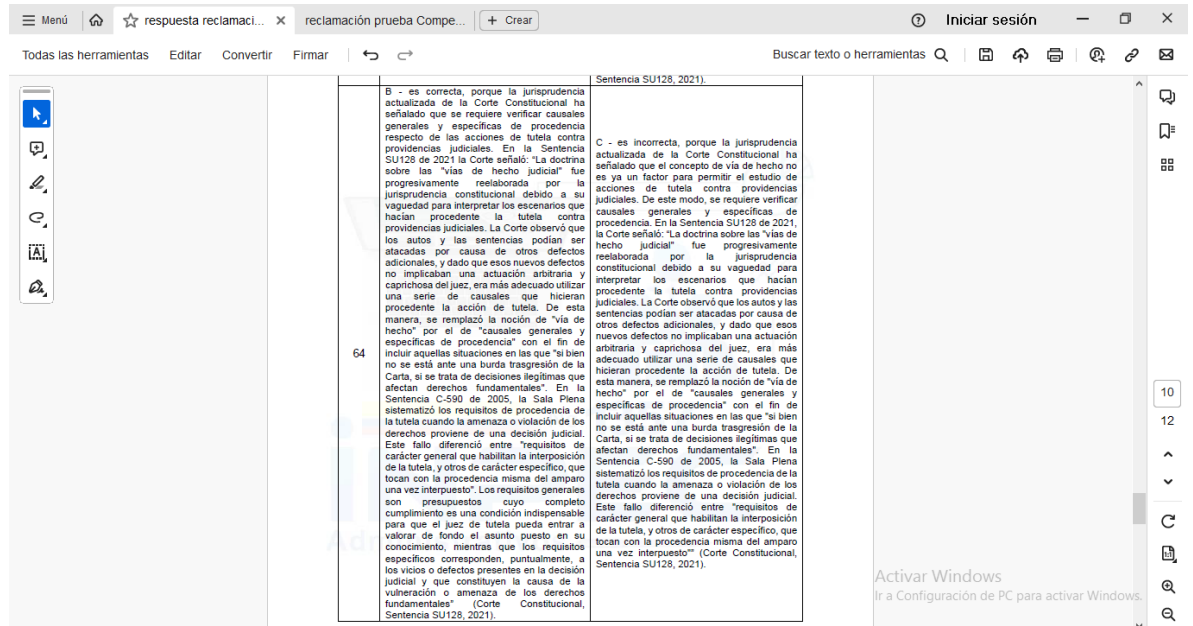 Menú
respuesta reclamaci...
reclamación prueba Compe...
+ Crear
Iniciar sesión
Todas las herramientas
Editar
Convertir
Firmar
Buscar texto o herramientas
B - es correcta, porque la jurisprudencia
actualizada de la Corte Constitucional ha
señalado que se requiere verificar causales
generales y específicas de procedencia
respecto de las acciones de tutela contra
providencias judiciales. En la Sentencia
SU128 de 2021 la Corte señaló: “La doctrina
sobre las "vías de hecho judicial" fue
progresivamente reelaborada por la
jurisprudencia constitucional debido a su
vaguedad para interpretar los escenarios que
hacían procedente la tutela contra
providencias judiciales. La Corte observó que
los autos y las sentencias podían ser
atacadas por causa de otros defectos
adicionales, y dado que esos nuevos defectos
no implicaban una actuación arbitraria y
caprichosa del juez, era más adecuado utilizar
una serie de causales que hicieran
procedente la acción de tutela. De esta
manera, se remplazó la noción de "vía de
hecho" por el de "causales generales y
específicas de procedencia" con el fin de
incluir aquellas situaciones en las que "si bien
no se está ante una burda trasgresión de la
Carta, si se trata de decisiones ilegítimas que
afectan derechos fundamentales". En la
Sentencia C-590 de 2005, la Sala Plena
sistematizó los requisitos de procedencia de
la tutela cuando la amenaza o violación de los
derechos proviene de una decisión judicial.
Este fallo diferenció entre "requisitos de
carácter general que habilitan la interposición
de la tutela, y otros de carácter específico, que
tocan con la procedencia misma del amparo
una vez interpuesto". Los requisitos generales
son presupuestos cuyo completo
cumplimiento es una condición indispensable
para que el juez de tutela pueda entrar a
valorar de fondo el asunto puesto en su
conocimiento, mientras que los requisitos
específicos corresponden, puntualmente, a
los vicios o defectos presentes en la decisión
judicial y que constituyen la causa de la
vulneración o amenaza de los derechos
fundamentales” (Corte Constitucional,
Sentencia SU128, 2021).
64
Sentencia SU128, 2021).
C - es incorrecta, porque la jurisprudencia
actualizada de la Corte Constitucional ha
señalado que el concepto de vía de hecho no
es ya un factor para permitir el estudio de
acciones de tutela contra providencias
judiciales. De este modo, se requiere verificar
causales generales y específicas de
procedencia. En la Sentencia SU128 de 2021,
la Corte señaló: “La doctrina sobre las "vías de
hecho judicial" fue progresivamente
reelaborada por la jurisprudencia
constitucional debido a su vaguedad para
interpretar los escenarios que hacían
procedente la tutela contra providencias
judiciales. La Corte observó que los autos y las
sentencias podían ser atacadas por causa de
otros defectos adicionales, y dado que esos
nuevos defectos no implicaban una actuación
arbitraria y caprichosa del juez, era más
adecuado utilizar una serie de causales que
hicieran procedente la acción de tutela. De
esta manera, se remplazó la noción de "vía de
hecho" por el de "causales generales y
específicas de procedencia" con el fin de
incluir aquellas situaciones en las que "si bien
no se está ante una burda trasgresión de la
Carta, si se trata de decisiones ilegítimas que
afectan derechos fundamentales". En la
Sentencia C-590 de 2005, la Sala Plena
sistematizó los requisitos de procedencia de la
tutela cuando la amenaza o violación de los
derechos proviene de una decisión judicial.
Este fallo diferenció entre "requisitos de
carácter general que habilitan la interposición
de la tutela, y otros de carácter específico, que
tocan con la procedencia misma del amparo
una vez interpuesto"” (Corte Constitucional,
Sentencia SU128, 2021).
10
12
Activar Windows
Ir a Configuración de PC para activar Windows.